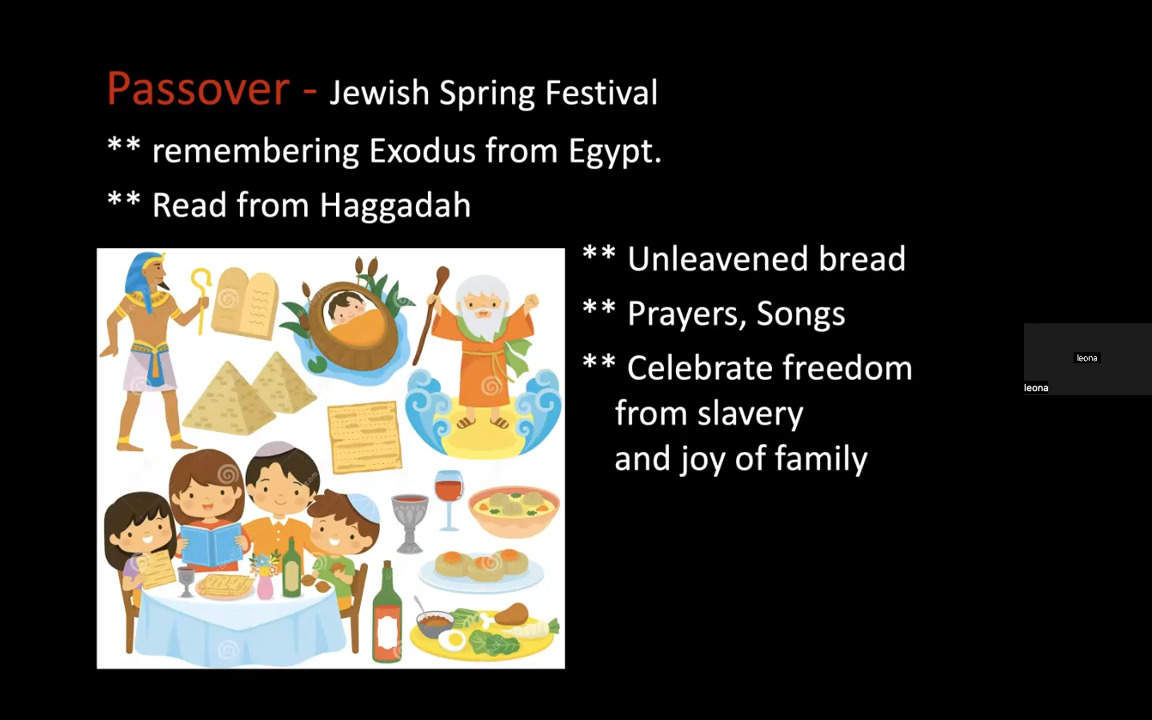 Passover - Jewish Spring Festival
** remembering Exodus from Egypt.
** Read from Haggadah
** Unleavened bread
** Prayers, Songs
** Celebrate freedom
from slavery
and joy of family
leona
leona